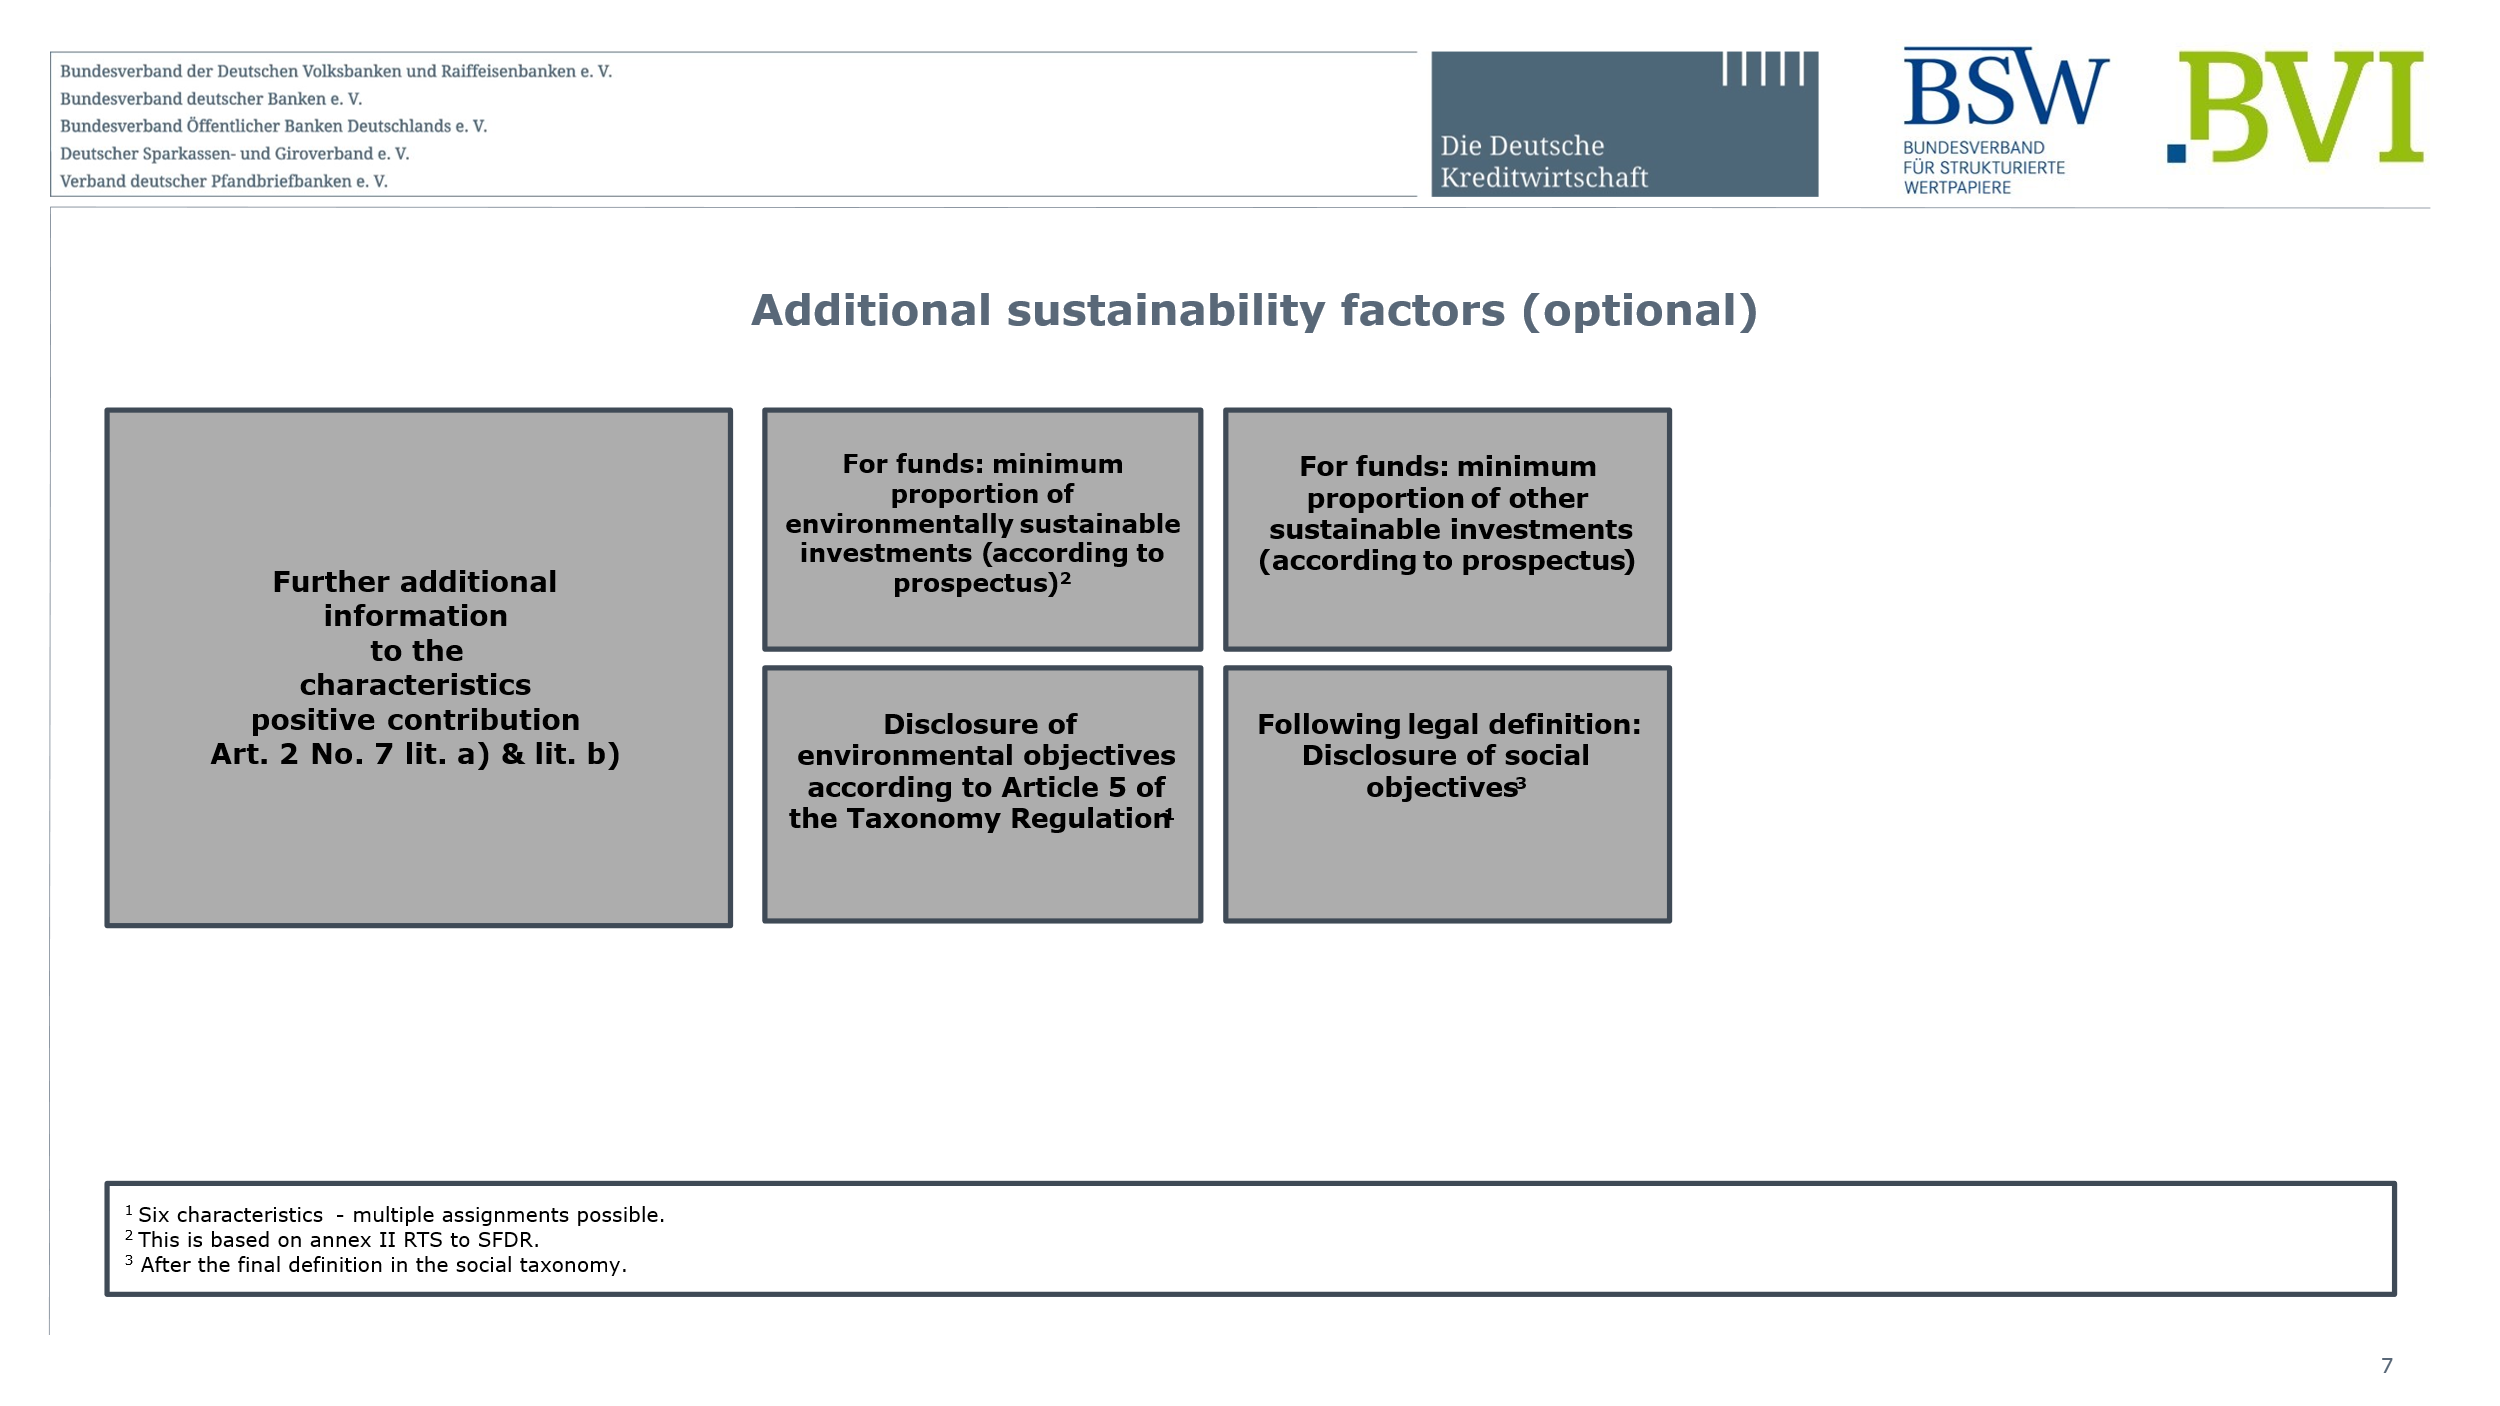 Bundesverband der Deutschen Volksbanken und Raiffeisenbanken e. V.
Bundesverband deutscher Banken e. V.
Bundesverband Öffentlicher Banken Deutschlands e. V.
Deutscher Sparkassen- und Giroverband e. V.
Verband deutscher Pfandbriefbanken e. V.
Die Deutsche
Kreditwirtschaft
BSW
BUNDESVERBAND
FÜR STRUKTURIERTE
WERTPAPIERE
.BVI
Additional sustainability factors (optional)
Further additional
information
to the
characteristics
positive contribution
Art. 2 No. 7 lit. a) & lit. b)
For funds: minimum
proportion of
environmentally sustainable
investments (according to
prospectus)²
For funds: minimum
proportion of other
sustainable investments
(according to prospectus)
Disclosure of
environmental objectives
according to Article 5 of
the Taxonomy Regulation¹
Following legal definition:
Disclosure of social
objectives³
¹ Six characteristics - multiple assignments possible.
² This is based on annex II RTS to SFDR.
³ After the final definition in the social taxonomy.
7